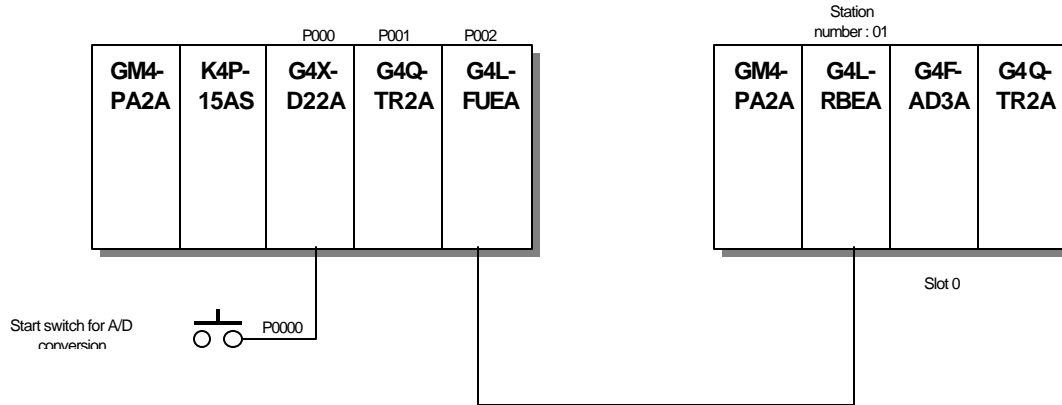 Station
number : 01
P000
P001
P002
GM4-
PA2A
K4P-
15AS
G4X-
D22A
G4Q-
TR2A
G4L-
FUEA
GM4-
PA2A
G4L-
RBEA
G4F-
AD3A
G4Q-
TR2A
Slot 0
Start switch for A/D
conversion
P0000